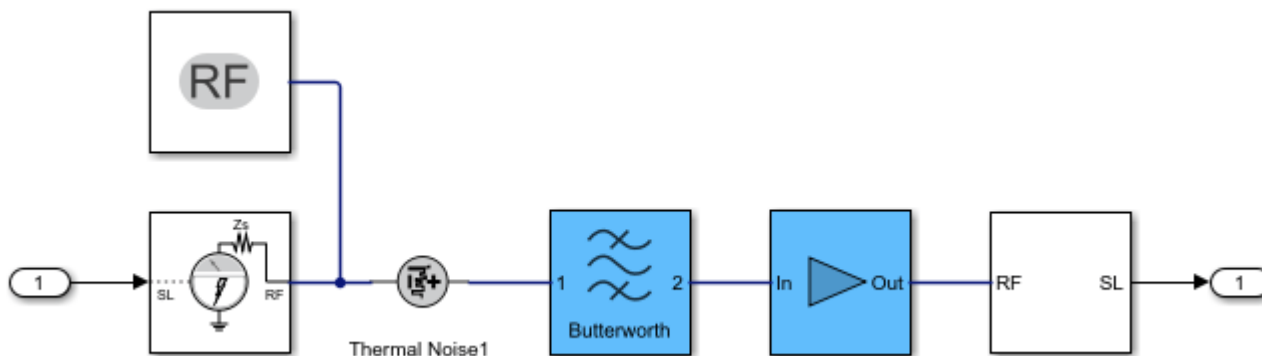 RF
Zs
1
SL
RF
Thermal Noise1
1
2
Butterworth
In
Out
RF
SL
1